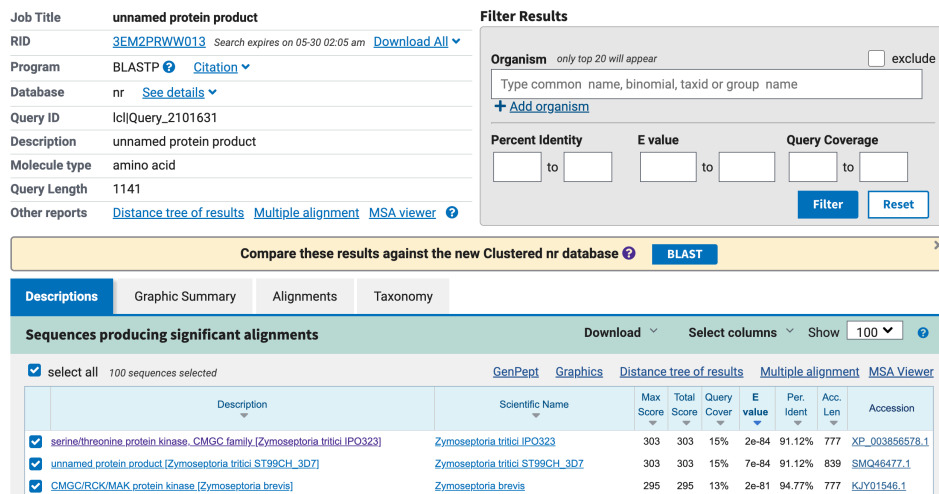 Job Title unnamed protein product
RID 3EM2PRWW013 Search expires on 05-30 02:05 am Download All
Program BLASTP ? Citation
Database nr See details
Query ID lcl|Query_2101631
Description unnamed protein product
Molecule type amino acid
Query Length 1141
Other reports Distance tree of results Multiple alignment MSA viewer ?
Filter Results
Organism only top 20 will appear exclude
Type common name, binomial, taxid or group name
+ Add organism
Percent Identity E value Query Coverage
to to to
Filter Reset
Compare these results against the new Clustered nr database ? BLAST
Descriptions Graphic Summary Alignments Taxonomy
Sequences producing significant alignments Download Select columns Show 100 ?
select all 100 sequences selected GenPept Graphics Distance tree of results Multiple alignment MSA Viewer
Description Scientific Name Max Score Total Score Query Cover E value Per. Ident Acc. Len Accession
serine/threonine protein kinase, CMGC family [Zymoseptoria tritici IPO323] Zymoseptoria tritici IPO323 303 303 15% 2e-84 91.12% 777 XP_003856578.1
unnamed protein product [Zymoseptoria tritici ST99CH_3D7] Zymoseptoria tritici ST99CH_3D7 303 303 15% 7e-84 91.12% 839 SMQ46477.1
CMGC/RCK/MAK protein kinase [Zymoseptoria brevis] Zymoseptoria brevis 295 295 13% 2e-81 94.77% 777 KJY01546.1